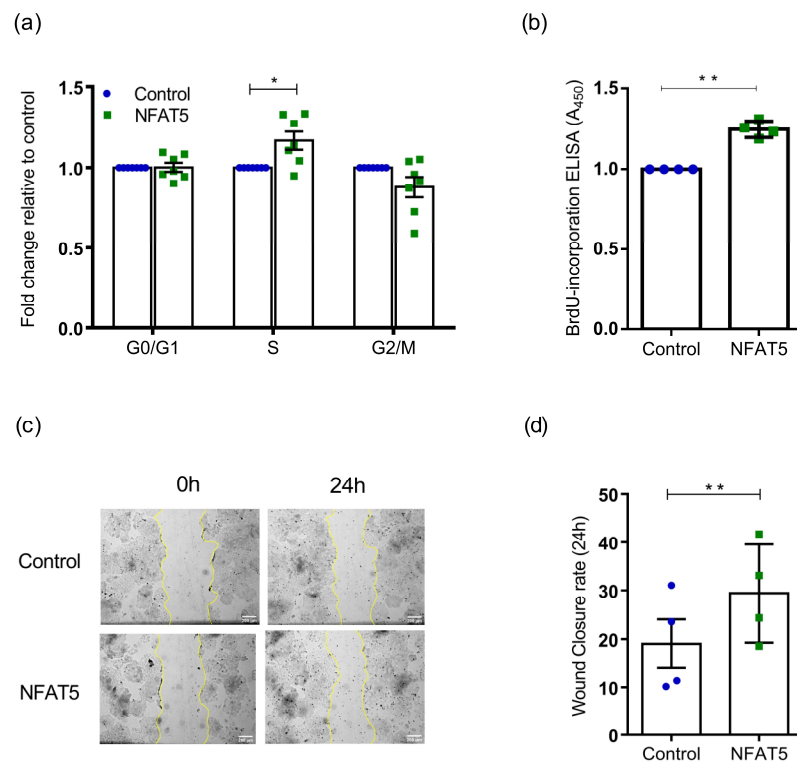 (a)
Fold change relative to control
1.5
1.0
0.5
0.0
Control
NFAT5
*
G0/G1
S
G2/M
(b)
BrdU-incorporation ELISA (A450)
1.5
1.0
0.5
0.0
* *
Control
NFAT5
(c)
0h
24h
Control
NFAT5
(d)
Wound Closure rate (24h)
50
40
30
20
10
0
* *
Control
NFAT5